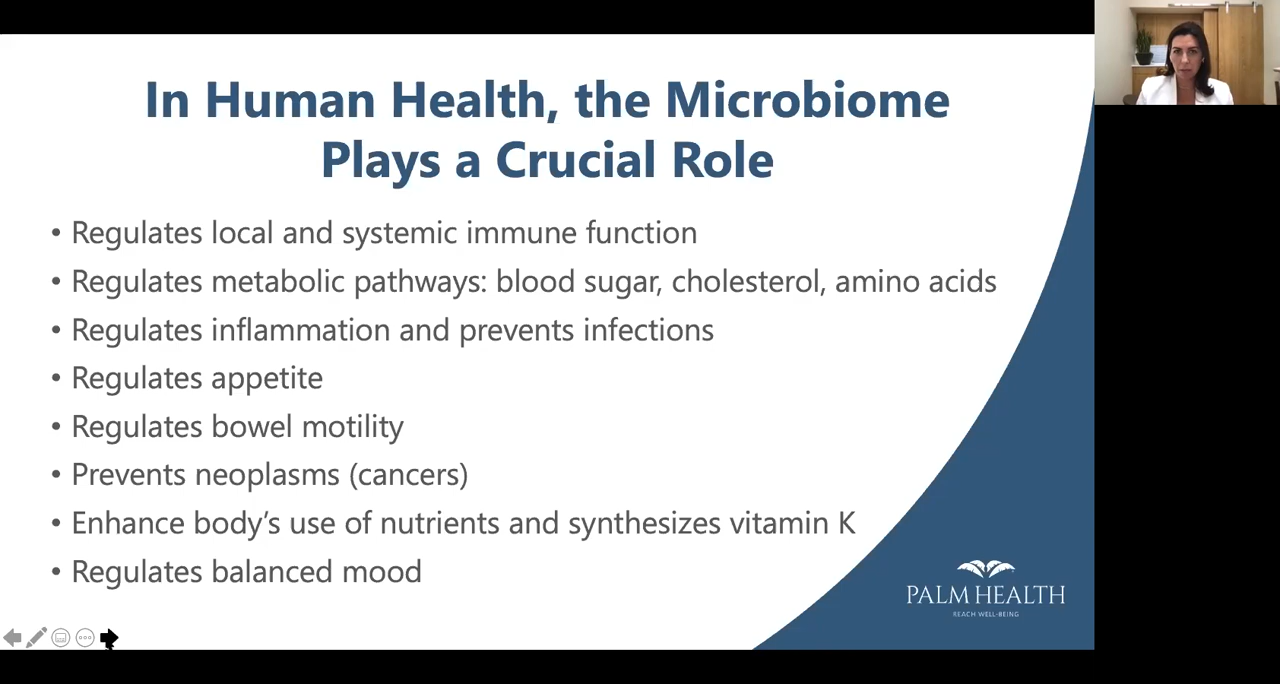 In Human Health, the Microbiome
Plays a Crucial Role
• Regulates local and systemic immune function
• Regulates metabolic pathways: blood sugar, cholesterol, amino acids
• Regulates inflammation and prevents infections
• Regulates appetite
• Regulates bowel motility
• Prevents neoplasms (cancers)
• Enhance body’s use of nutrients and synthesizes vitamin K
• Regulates balanced mood
PALM HEALTH
REACH WELL-BEING